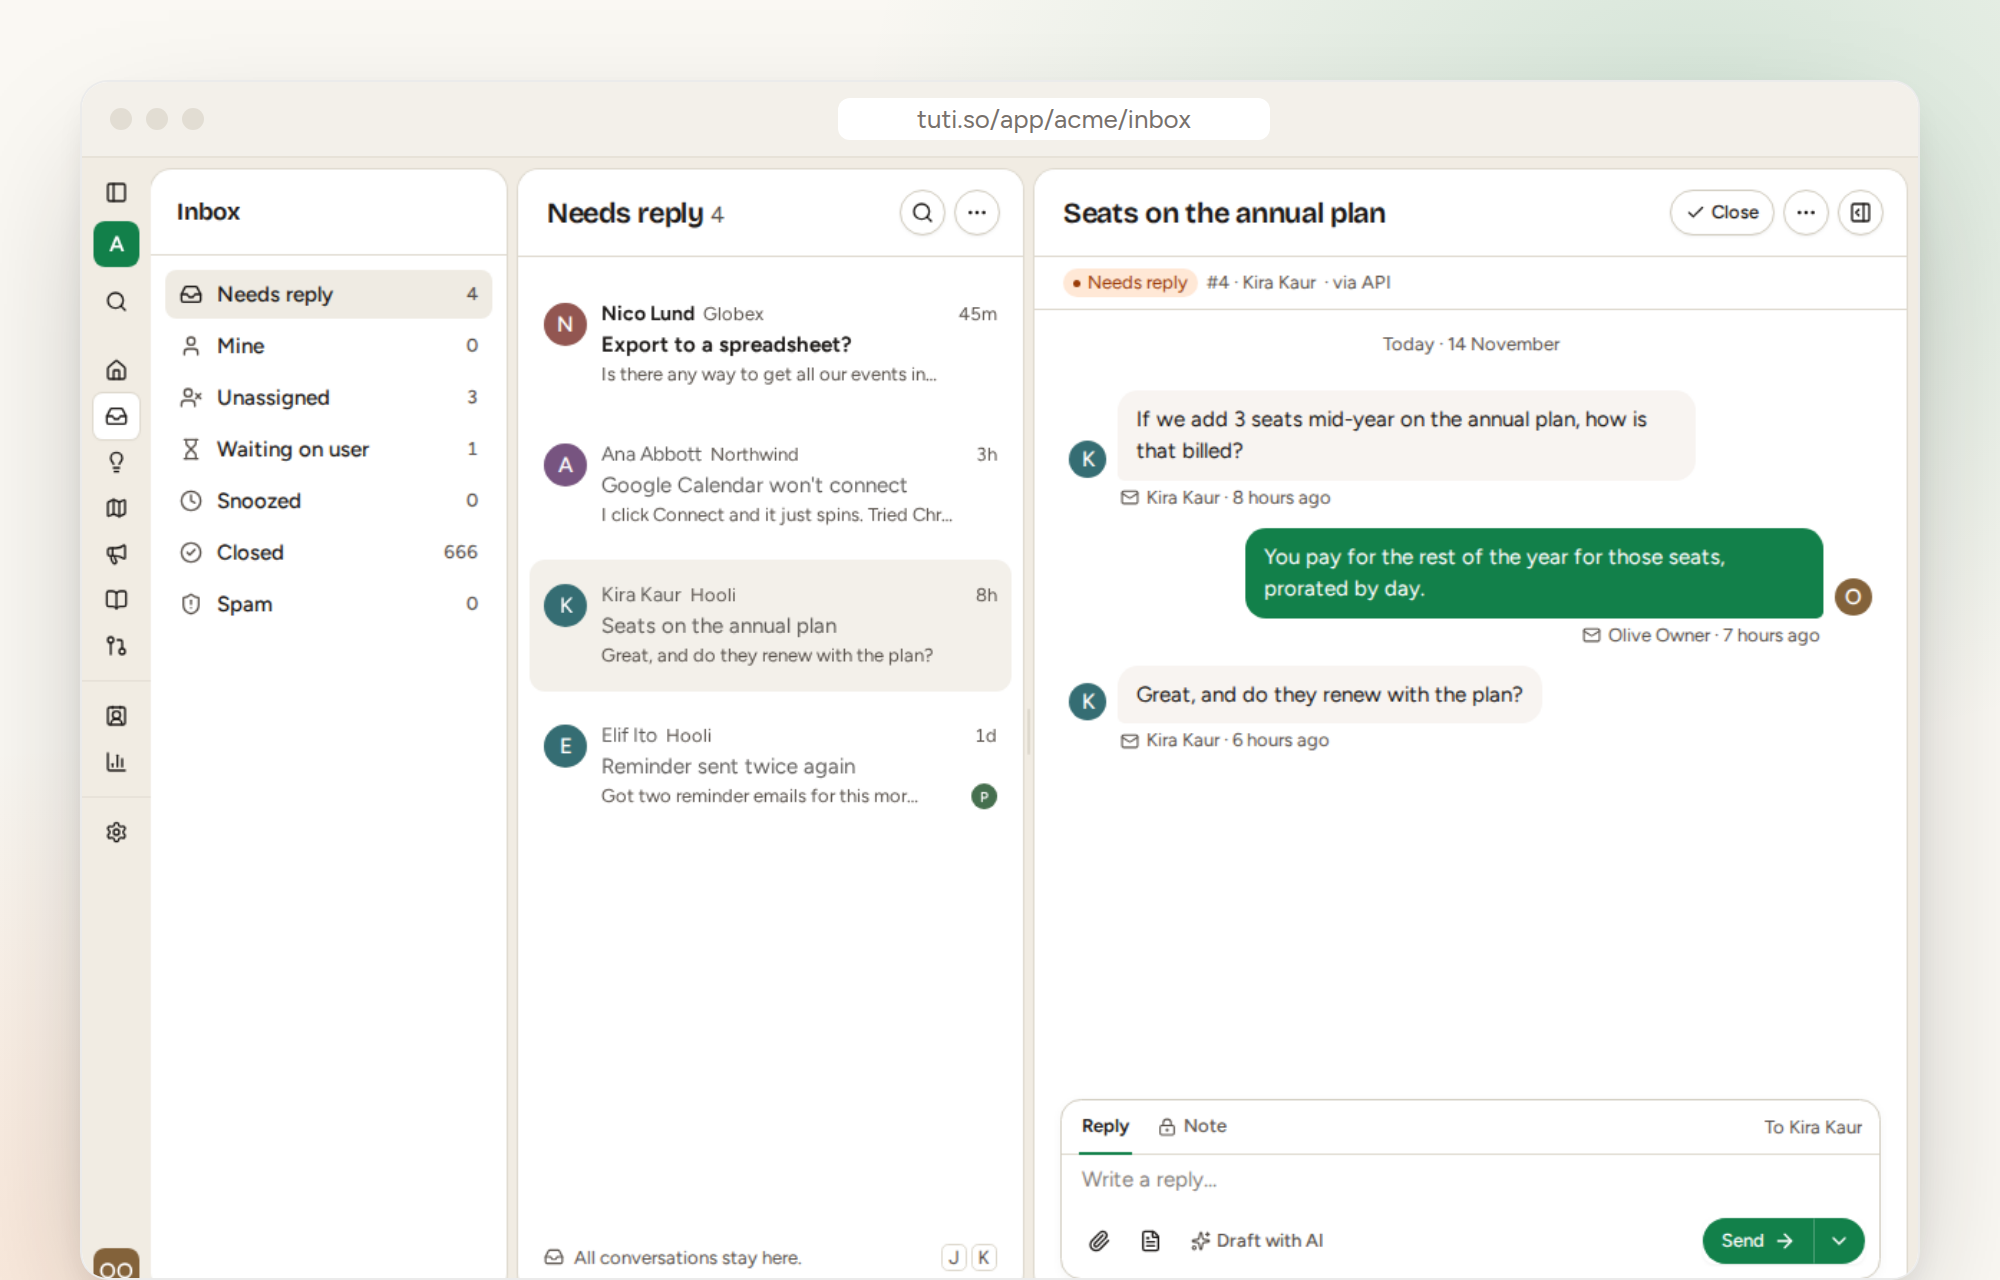 tuti.so/app/acme/inbox
A
OO
Inbox
Needs reply 4
Mine 0
Unassigned 3
Waiting on user 1
Snoozed 0
Closed 666
Spam 0
Needs reply 4
N
Nico Lund Globex 45m
Export to a spreadsheet?
Is there any way to get all our events in...
A
Ana Abbott Northwind 3h
Google Calendar won't connect
I click Connect and it just spins. Tried Chr...
K
Kira Kaur Hooli 8h
Seats on the annual plan
Great, and do they renew with the plan?
E
Elif Ito Hooli 1d
Reminder sent twice again
Got two reminder emails for this mor...
P
All conversations stay here. J K
Seats on the annual plan
Close
Needs reply #4 · Kira Kaur · via API
Today · 14 November
If we add 3 seats mid-year on the annual plan, how is
that billed?
K
Kira Kaur · 8 hours ago
You pay for the rest of the year for those seats,
prorated by day.
O
Olive Owner · 7 hours ago
Great, and do they renew with the plan?
K
Kira Kaur · 6 hours ago
Reply Note To Kira Kaur
Write a reply...
Draft with AI Send